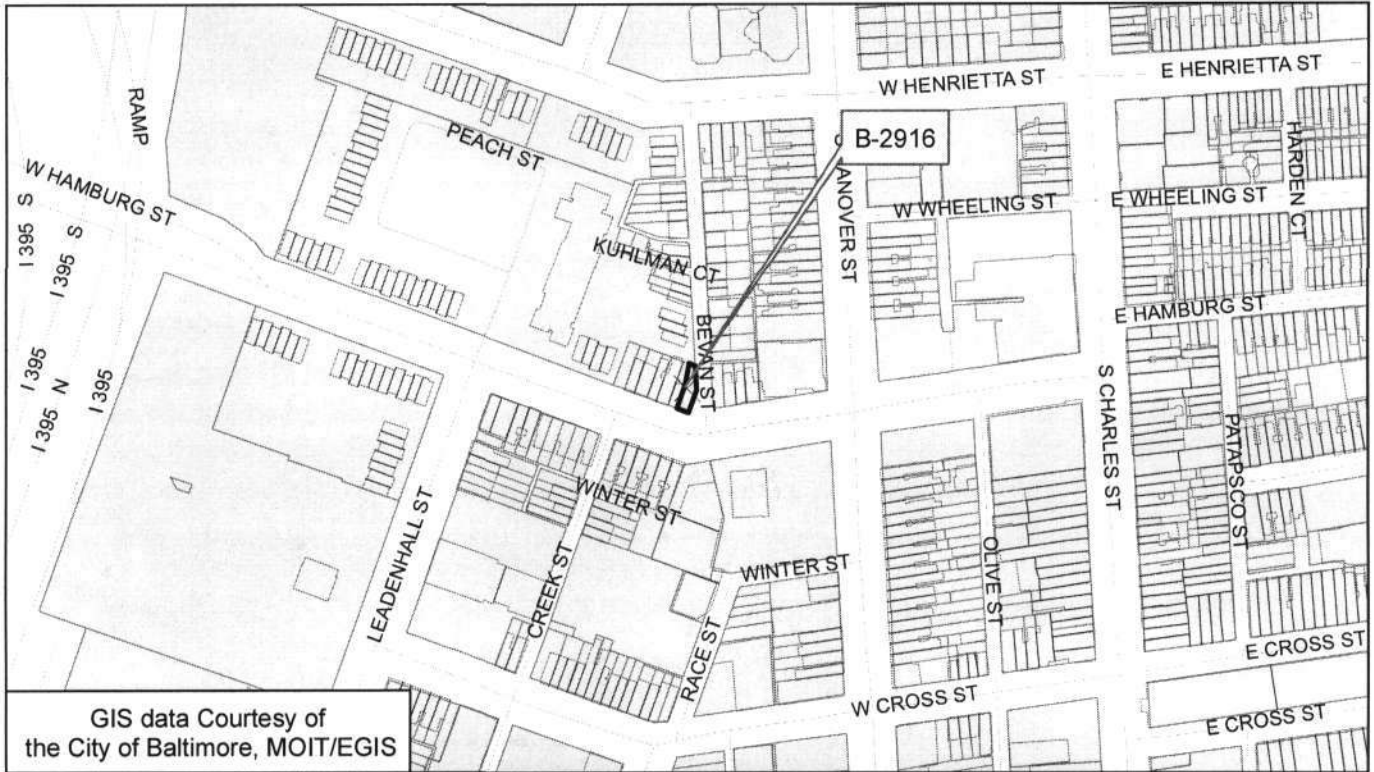 W HENRIETTA ST
E HENRIETTA ST
RAMP
PEACH ST
B-2916
HARDEN CT
W HAMBURG ST
ANOVER ST
W WHEELING ST
E WHEELING ST
I 395 S
I 395 S
KUHLMAN CT
E HAMBURG ST
BEVAN ST
I 395
I 395 N
I 395
S CHARLES ST
PATAPSCO ST
WINTER ST
LEADENHALL ST
CREEK ST
WINTER ST
OLIVE ST
RACE ST
E CROSS ST
W CROSS ST
E CROSS ST
GIS data Courtesy of
the City of Baltimore, MOIT/EGIS